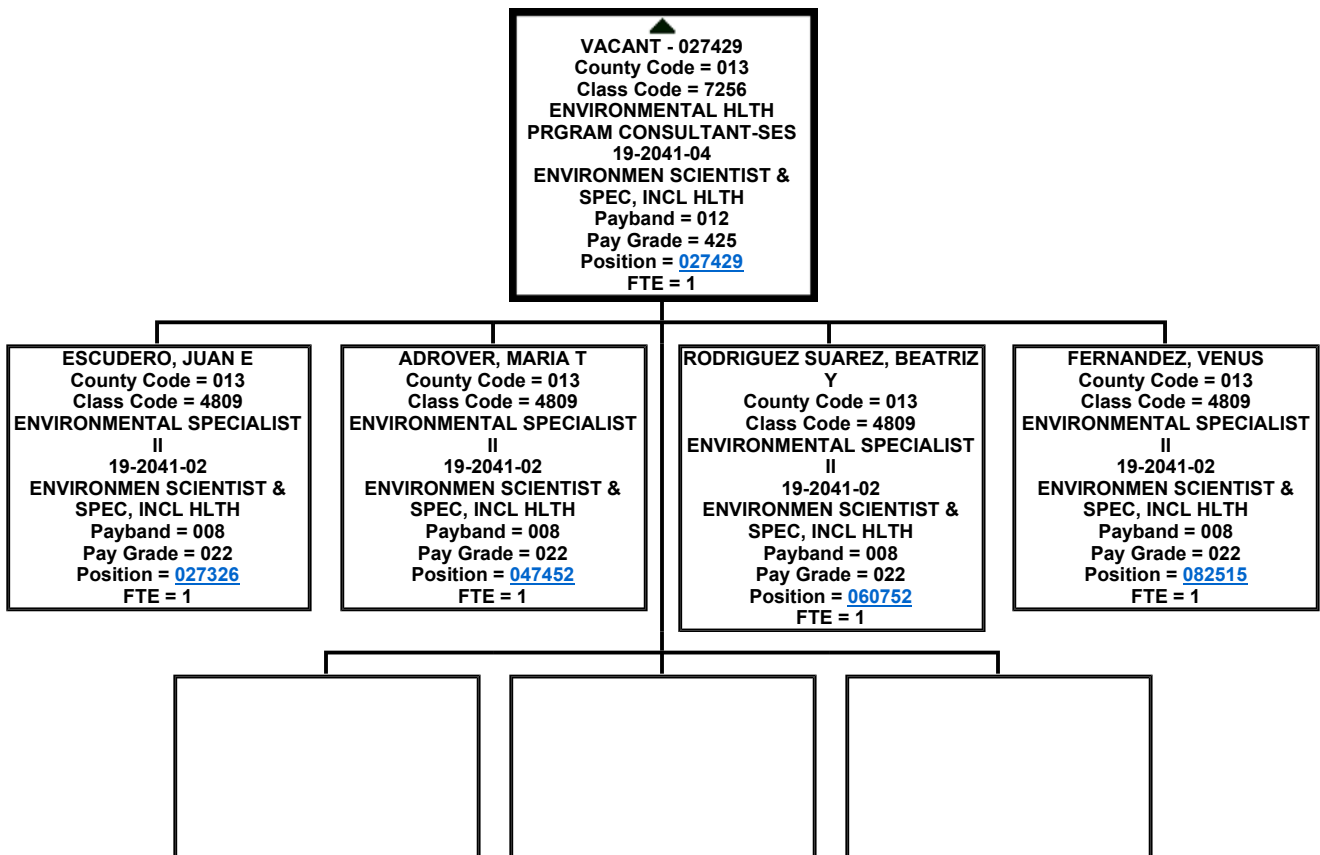 VACANT - 027429
County Code = 013
Class Code = 7256
ENVIRONMENTAL HLTH
PRGRAM CONSULTANT-SES
19-2041-04
ENVIRONMEN SCIENTIST &
SPEC, INCL HLTH
Payband = 012
Pay Grade = 425
Position = 027429
FTE = 1
ESCUDERO, JUAN E
County Code = 013
Class Code = 4809
ENVIRONMENTAL SPECIALIST
II
19-2041-02
ENVIRONMEN SCIENTIST &
SPEC, INCL HLTH
Payband = 008
Pay Grade = 022
Position = 027326
FTE = 1
ADROVER, MARIA T
County Code = 013
Class Code = 4809
ENVIRONMENTAL SPECIALIST
II
19-2041-02
ENVIRONMEN SCIENTIST &
SPEC, INCL HLTH
Payband = 008
Pay Grade = 022
Position = 047452
FTE = 1
RODRIGUEZ SUAREZ, BEATRIZ
Y
County Code = 013
Class Code = 4809
ENVIRONMENTAL SPECIALIST
II
19-2041-02
ENVIRONMEN SCIENTIST &
SPEC, INCL HLTH
Payband = 008
Pay Grade = 022
Position = 060752
FTE = 1
FERNANDEZ, VENUS
County Code = 013
Class Code = 4809
ENVIRONMENTAL SPECIALIST
II
19-2041-02
ENVIRONMEN SCIENTIST &
SPEC, INCL HLTH
Payband = 008
Pay Grade = 022
Position = 082515
FTE = 1